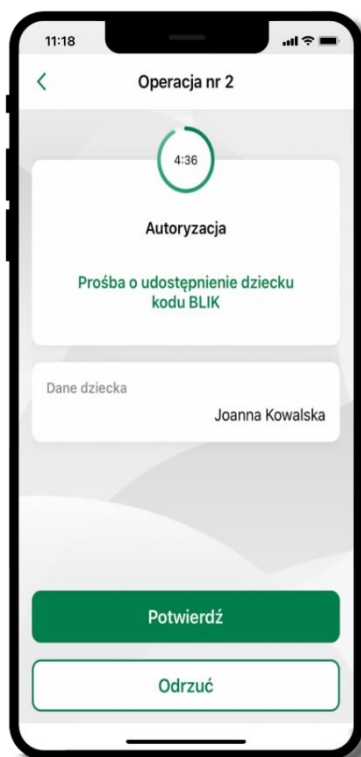 11:18
Operacja nr 2
4:36
Autoryzacja
Prośba o udostępnienie dziecku
kodu BLIK
Dane dziecka
Joanna Kowalska
Potwierdź
Odrzuć